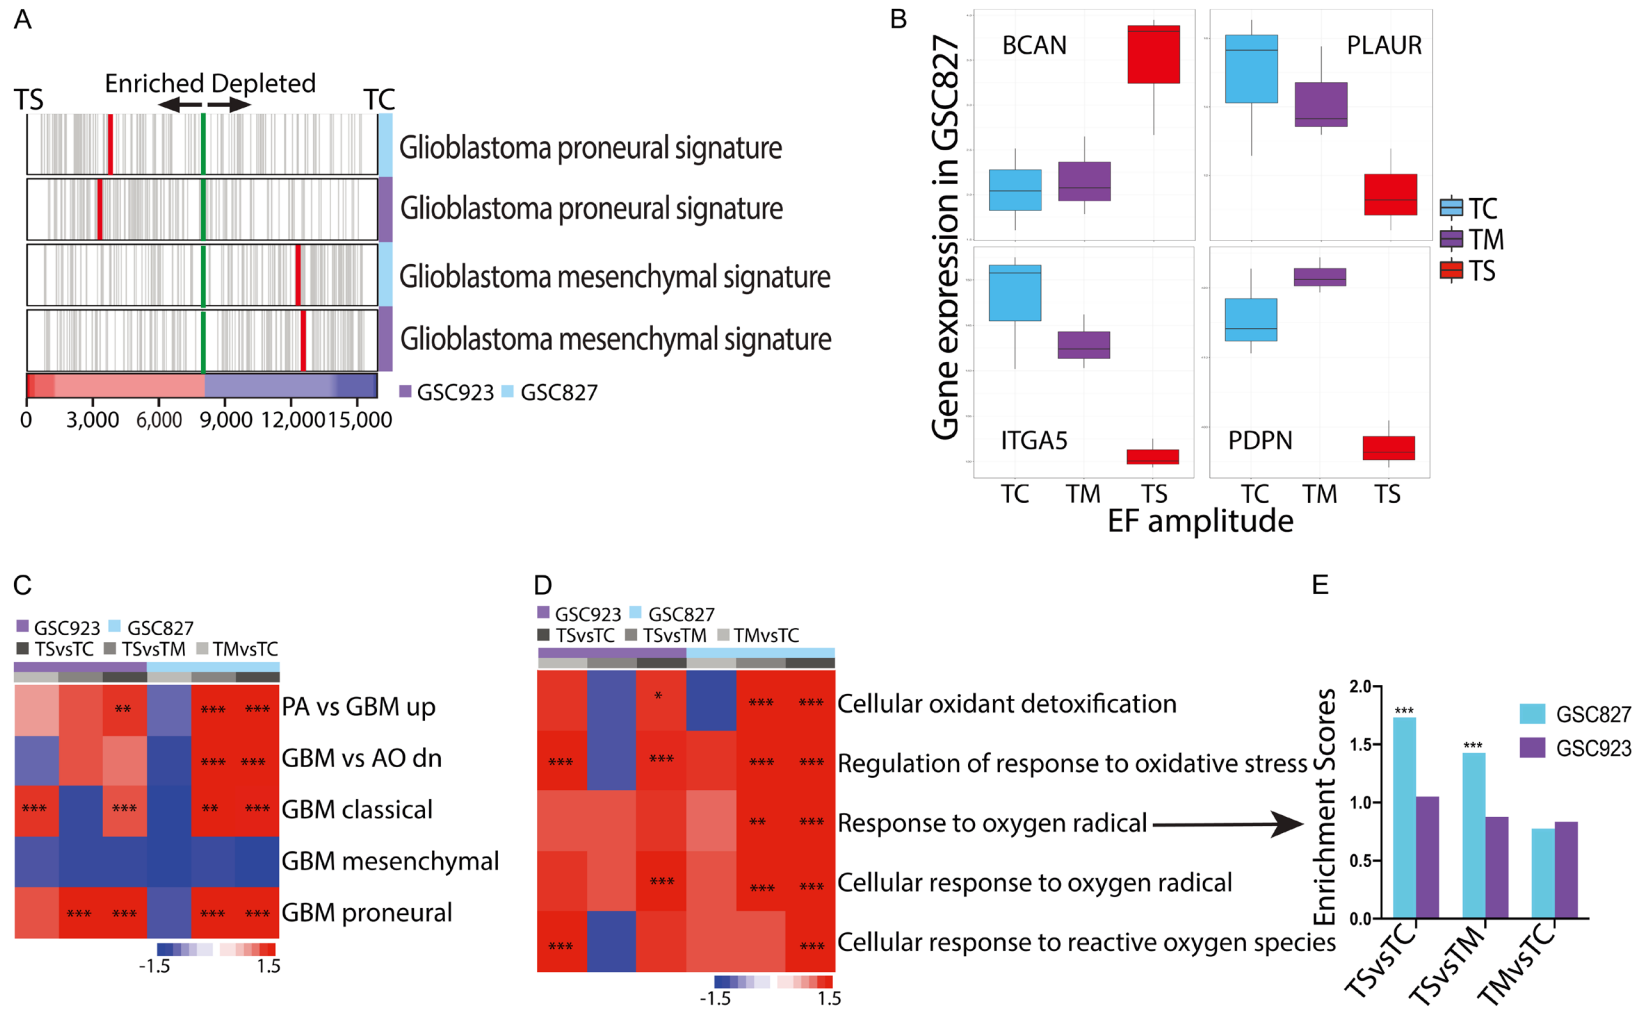 A
Enriched Depleted
TS
TC
Glioblastoma proneural signature
Glioblastoma proneural signature
Glioblastoma mesenchymal signature
Glioblastoma mesenchymal signature
GSC923
GSC827
0
3,000
6,000
9,000
12,000
15,000
B
Gene expression in GSC827
BCAN
PLAUR
ITGA5
PDPN
TC
TM
TS
TC
TM
TS
TC
TM
TS
EF amplitude
C
GSC923
GSC827
TSvsTC
TSvsTM
TMvsTC
** *** *** PA vs GBM up
*** *** GBM vs AO dn
*** *** ** *** GBM classical
GBM mesenchymal
*** *** *** *** GBM proneural
-1.5
1.5
D
GSC923
GSC827
TSvsTC
TSvsTM
TMvsTC
* *** *** Cellular oxidant detoxification
*** *** *** *** Regulation of response to oxidative stress
** *** Response to oxygen radical
*** *** *** Cellular response to oxygen radical
*** *** Cellular response to reactive oxygen species
-1.5
1.5
E
Enrichment Scores
2.0
1.5
1.0
0.5
0.0
***
***
GSC827
GSC923
TSvsTC
TSvsTM
TMvsTC